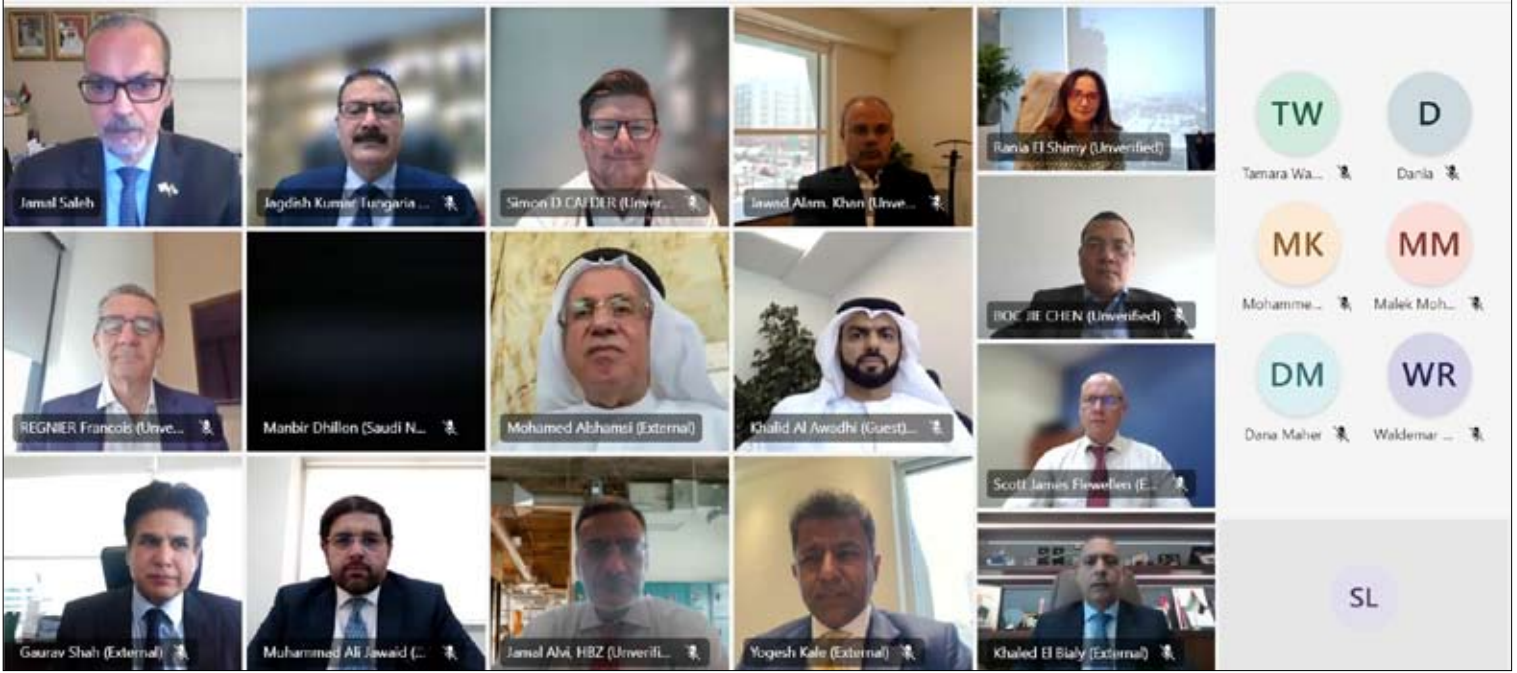 Jamal Saleh
Jagdish Kumar Tungaria ...
Simon D CALDER (Unver...
Jawad Alam. Khan (Unve...
Rania El Shimy (Unverified)
REGNIER Francois (Unve...
Manbir Dhillon (Saudi N...
Mohamed Alshamsi (External)
Khalid Al Awadhi (Guest)...
BOC JIE CHEN (Unverified)
Scott James Flewellen (E...
Gaurav Shah (External)
Muhammad Ali Jawaid (...
Jamal Alvi, HBZ (Unverifi...
Yogesh Kale (External)
Khaled El Bialy (External)
TW
D
Tamara Wa...
Dania
MK
MM
Mohamme...
Malek Moh...
DM
WR
Dana Maher
Waldemar ...
SL